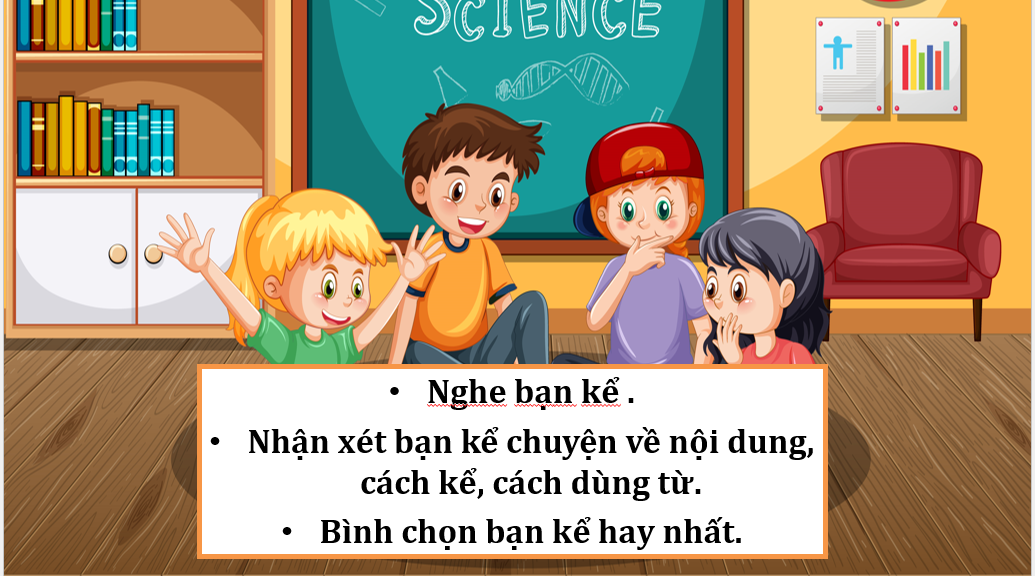 SCIENCE
• Nghe bạn kể .
• Nhận xét bạn kể chuyện về nội dung,
cách kể, cách dùng từ.
• Bình chọn bạn kể hay nhất.